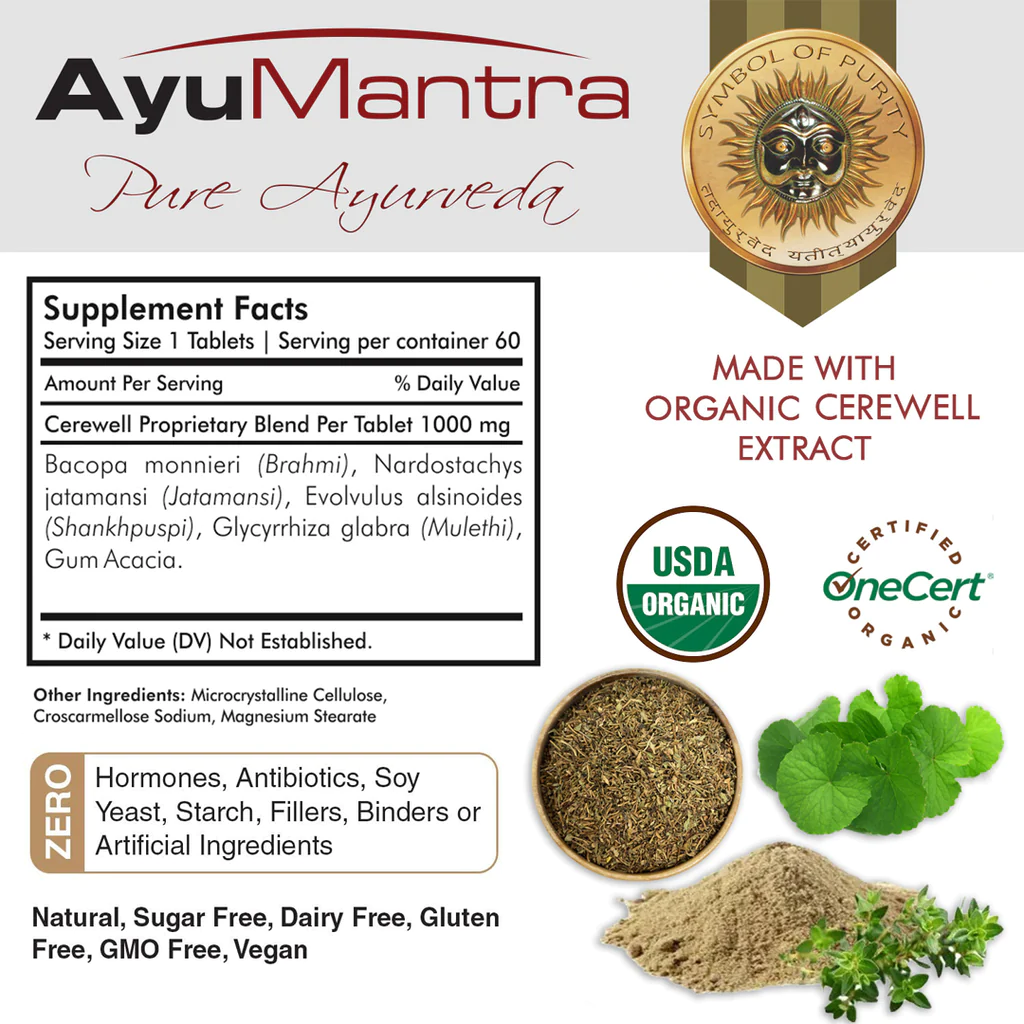 AyuMantra
Pure Ayurveda
SYMBOL OF PURITY
तदायुर्वेद यतीत्यायुर्वेद
Supplement Facts
Serving Size 1 Tablets | Serving per container 60
Amount Per Serving % Daily Value
Cerewell Proprietary Blend Per Tablet 1000 mg
Bacopa monnieri (Brahmi), Nardostachys
jatamansi (Jatamansi), Evolvulus alsinoides
(Shankhpuspi), Glycyrrhiza glabra (Mulethi),
Gum Acacia.
* Daily Value (DV) Not Established.
Other Ingredients: Microcrystalline Cellulose,
Croscarmellose Sodium, Magnesium Stearate
ZERO
Hormones, Antibiotics, Soy
Yeast, Starch, Fillers, Binders or
Artificial Ingredients
Natural, Sugar Free, Dairy Free, Gluten
Free, GMO Free, Vegan
MADE WITH
ORGANIC CEREWELL
EXTRACT
USDA
ORGANIC
CERTIFIED
OneCert®
ORGANIC